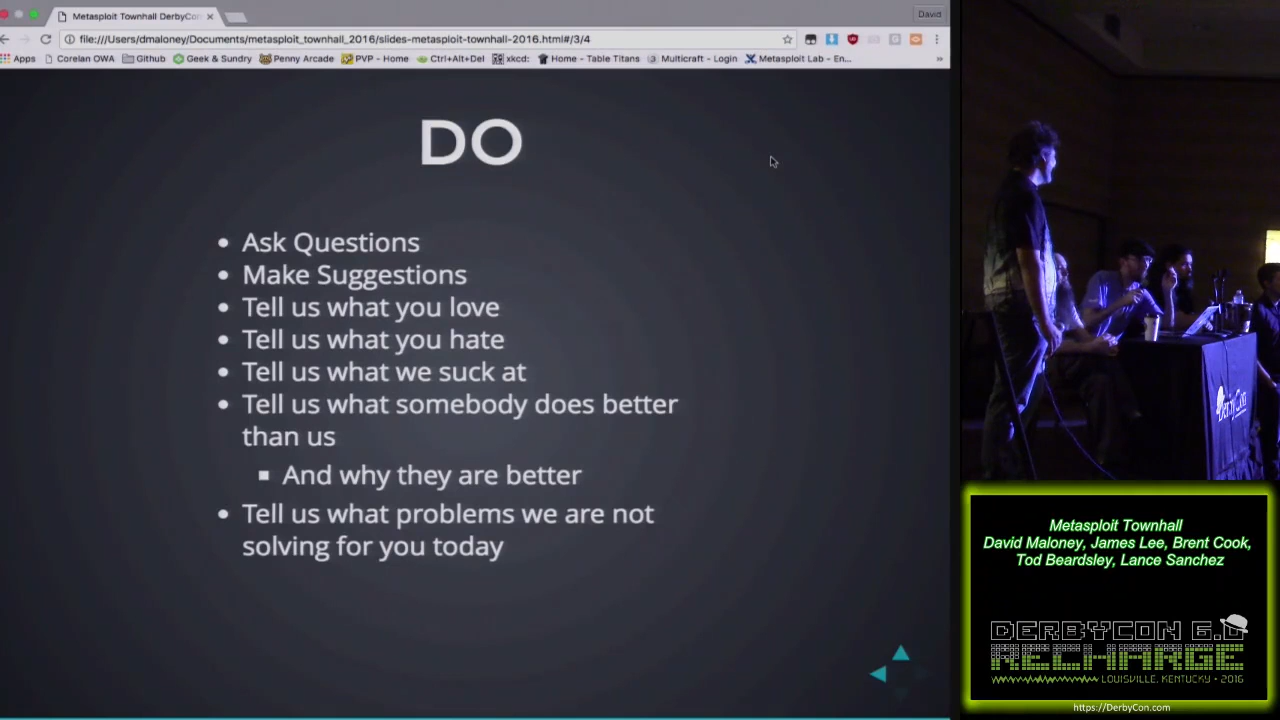 Metasploit Townhall DerbyCon
David
file:///Users/dmaloney/Documents/metasploit_townhall_2016/slides-metasploit-townhall-2016.html#/3/4
Apps Corelan OWA Github Geek & Sundry Penny Arcade PVP - Home Ctrl+Alt+Del xkcd: Home - Table Titans Multicraft - Login Metasploit Lab - En... »
DO
• Ask Questions
• Make Suggestions
• Tell us what you love
• Tell us what you hate
• Tell us what we suck at
• Tell us what somebody does better
than us
▪ And why they are better
• Tell us what problems we are not
solving for you today
DerbyCon
Metasploit Townhall
David Maloney, James Lee, Brent Cook,
Tod Beardsley, Lance Sanchez
DERBYCON 6.0
RECHARGE
LOUISVILLE, KENTUCKY • 2016
https://DerbyCon.com